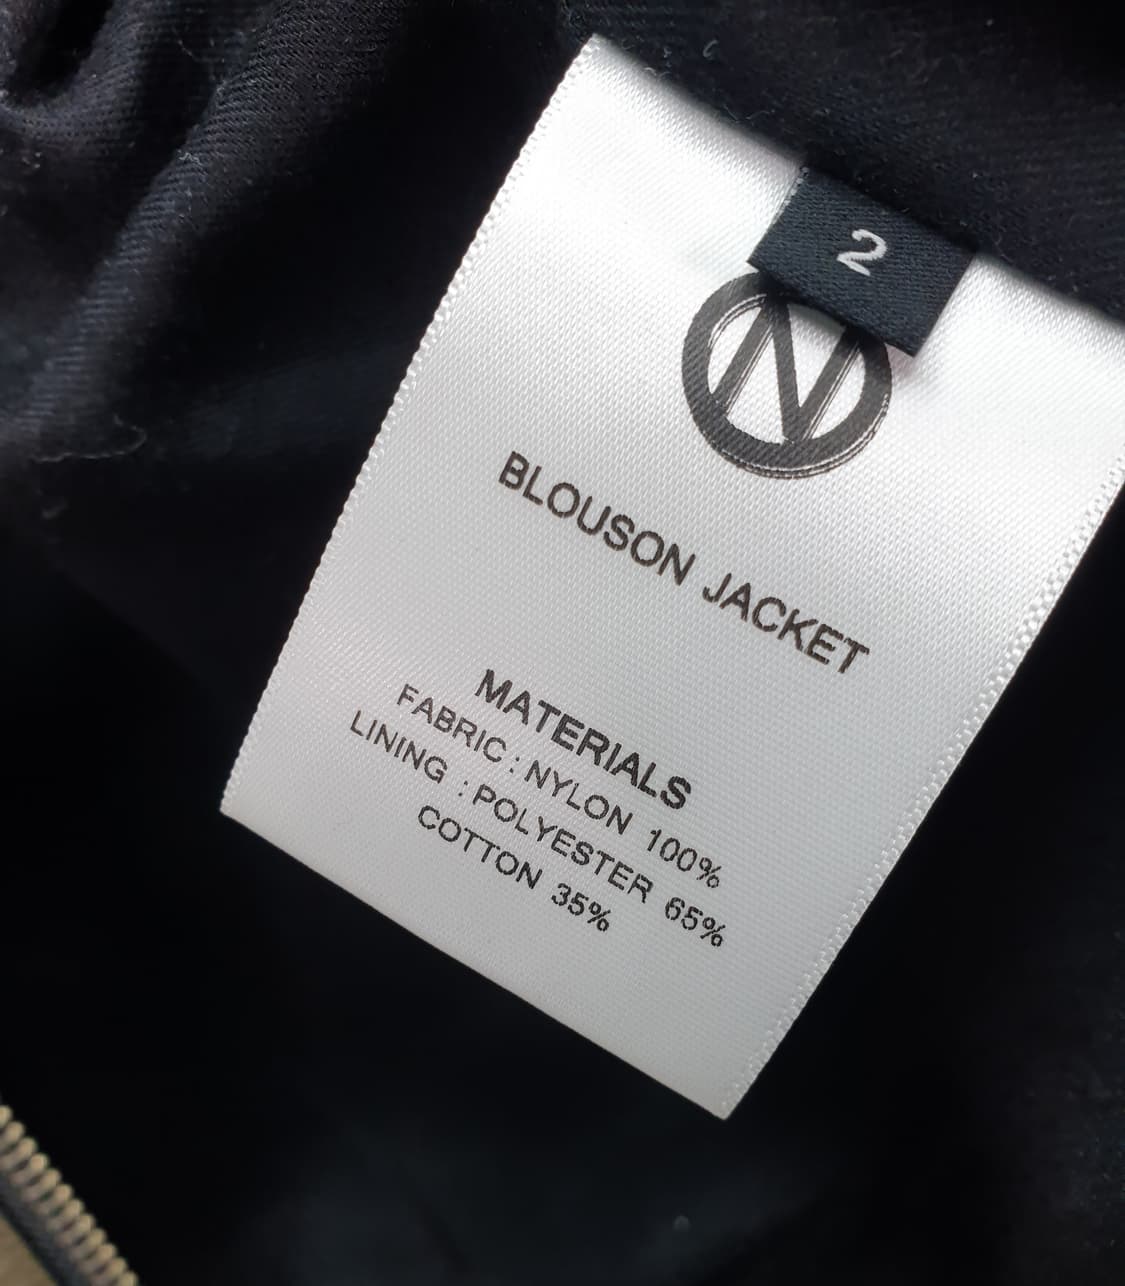 2
N
BLOUSON JACKET
MATERIALS
FABRIC : NYLON 100%
LINING : POLYESTER 65%
COTTON 35%